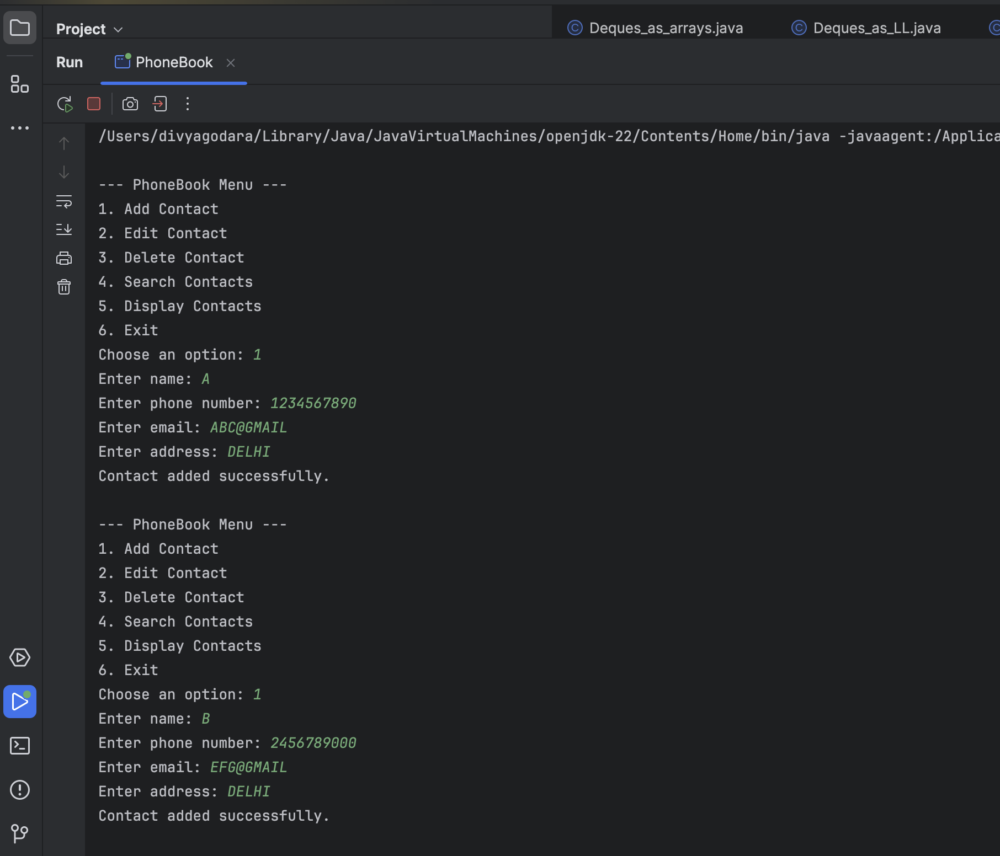 Project
Deques_as_arrays.java
Deques_as_LL.java
Run
PhoneBook
/Users/divyagodara/Library/Java/JavaVirtualMachines/openjdk-22/Contents/Home/bin/java -javaagent:/Applica
--- PhoneBook Menu ---
1. Add Contact
2. Edit Contact
3. Delete Contact
4. Search Contacts
5. Display Contacts
6. Exit
Choose an option: 1
Enter name: A
Enter phone number: 1234567890
Enter email: ABC@GMAIL
Enter address: DELHI
Contact added successfully.
--- PhoneBook Menu ---
1. Add Contact
2. Edit Contact
3. Delete Contact
4. Search Contacts
5. Display Contacts
6. Exit
Choose an option: 1
Enter name: B
Enter phone number: 2456789000
Enter email: EFG@GMAIL
Enter address: DELHI
Contact added successfully.